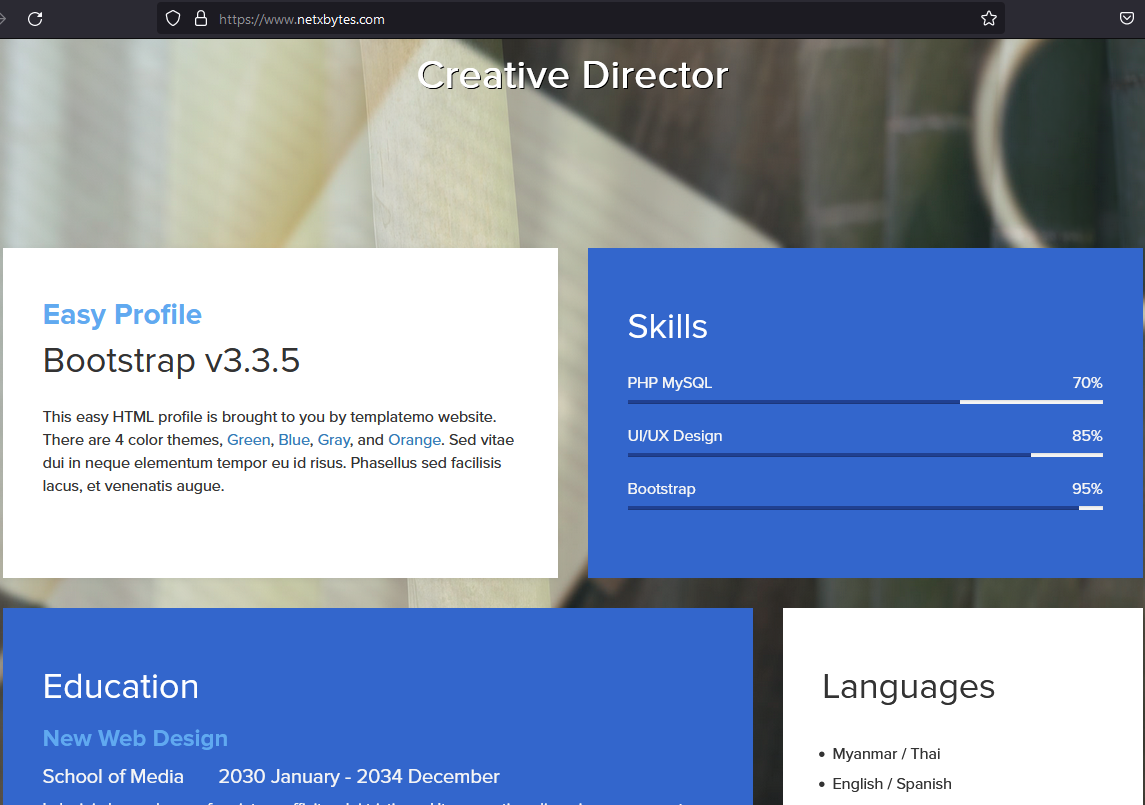 https://www.netxbytes.com
Creative Director
Easy Profile
Bootstrap v3.3.5
This easy HTML profile is brought to you by templatemo website.
There are 4 color themes, Green, Blue, Gray, and Orange. Sed vitae
dui in neque elementum tempor eu id risus. Phasellus sed facilisis
lacus, et venenatis augue.
Skills
PHP MySQL 70%
UI/UX Design 85%
Bootstrap 95%
Education
New Web Design
School of Media 2030 January - 2034 December
Languages
Myanmar / Thai
English / Spanish